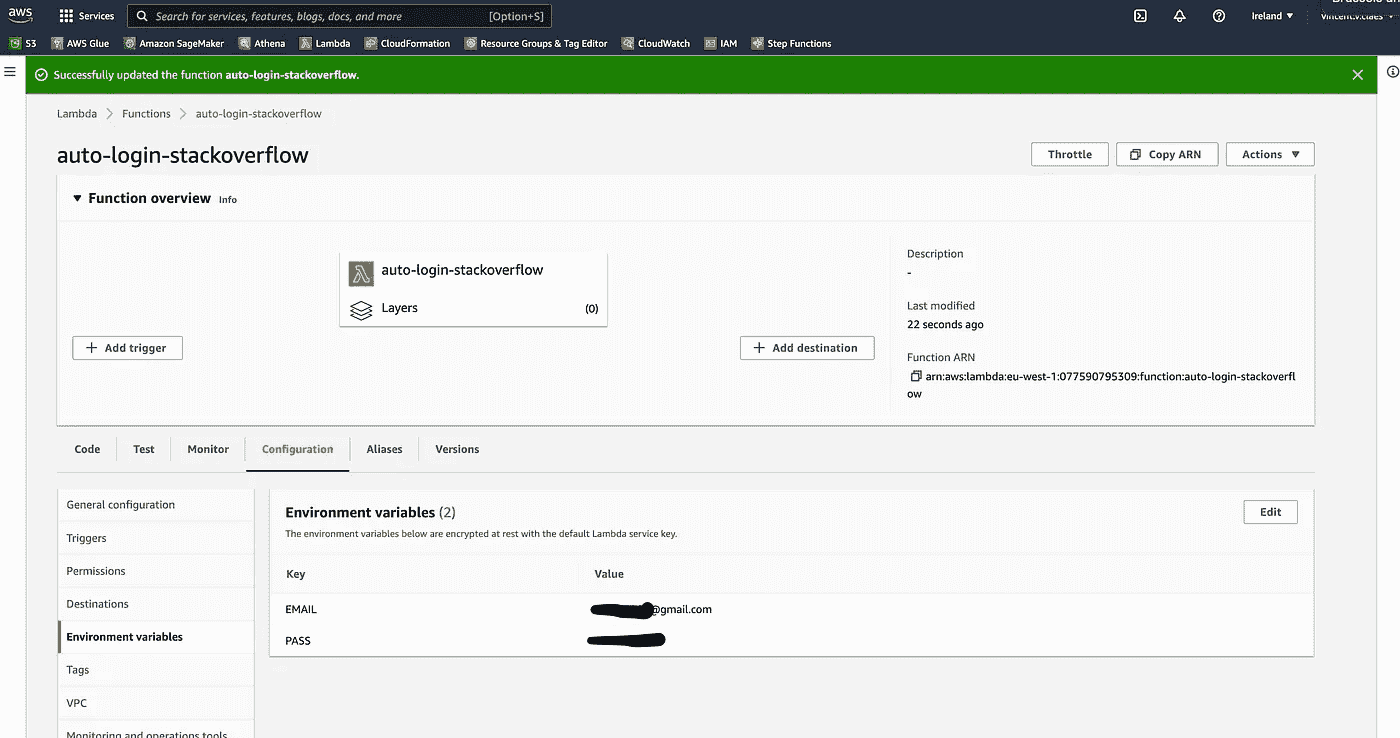 aws Services Search for services, features, blogs, docs, and more [Option+S] Ireland ▼
S3 AWS Glue Amazon SageMaker Athena Lambda CloudFormation Resource Groups & Tag Editor CloudWatch IAM Step Functions
Successfully updated the function auto-login-stackoverflow.
Lambda > Functions > auto-login-stackoverflow
auto-login-stackoverflow
Throttle Copy ARN Actions ▼
▼ Function overview Info
auto-login-stackoverflow
Layers (0)
+ Add trigger
+ Add destination
Description
-
Last modified
22 seconds ago
Function ARN
arn:aws:lambda:eu-west-1:077590795309:function:auto-login-stackoverfl
ow
Code Test Monitor Configuration Aliases Versions
General configuration
Triggers
Permissions
Destinations
Environment variables
Tags
VPC
Monitoring and operations tools
Environment variables (2)
Edit
The environment variables below are encrypted at rest with the default Lambda service key.
Key Value
EMAIL @gmail.com
PASS